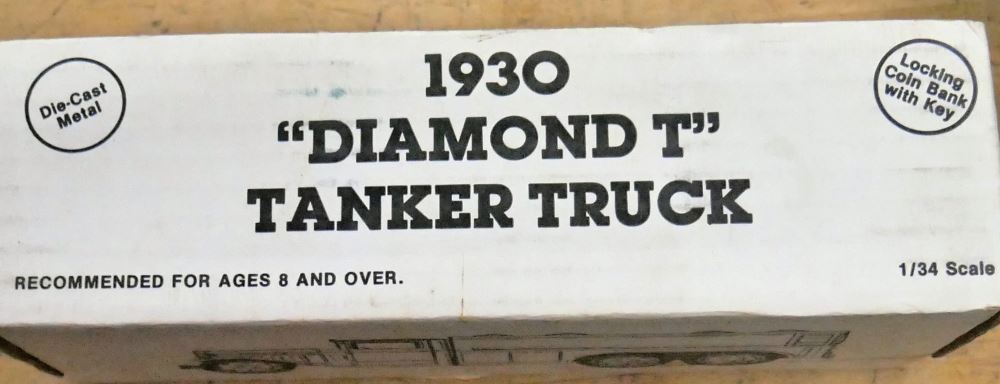 Die-Cast
Metal
1930
"DIAMOND T"
TANKER TRUCK
Locking
Coin Bank
with Key
RECOMMENDED FOR AGES 8 AND OVER.
1/34 Scale